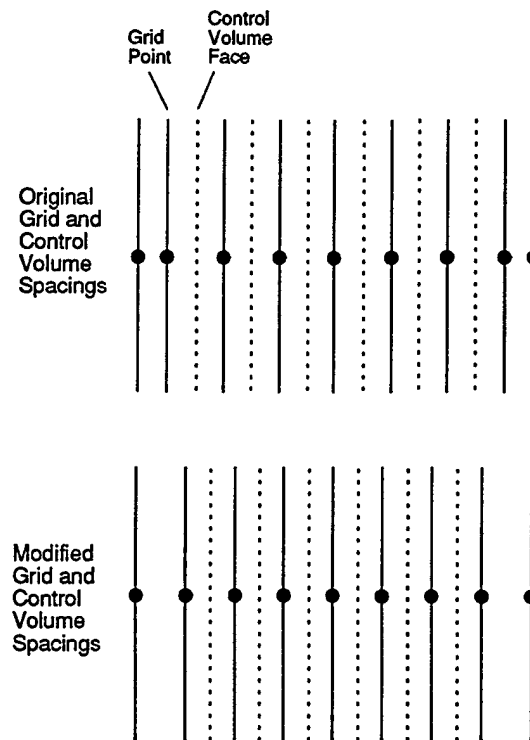 Grid
Point
Control
Volume
Face
Original
Grid and
Control
Volume
Spacings
Modified
Grid and
Control
Volume
Spacings